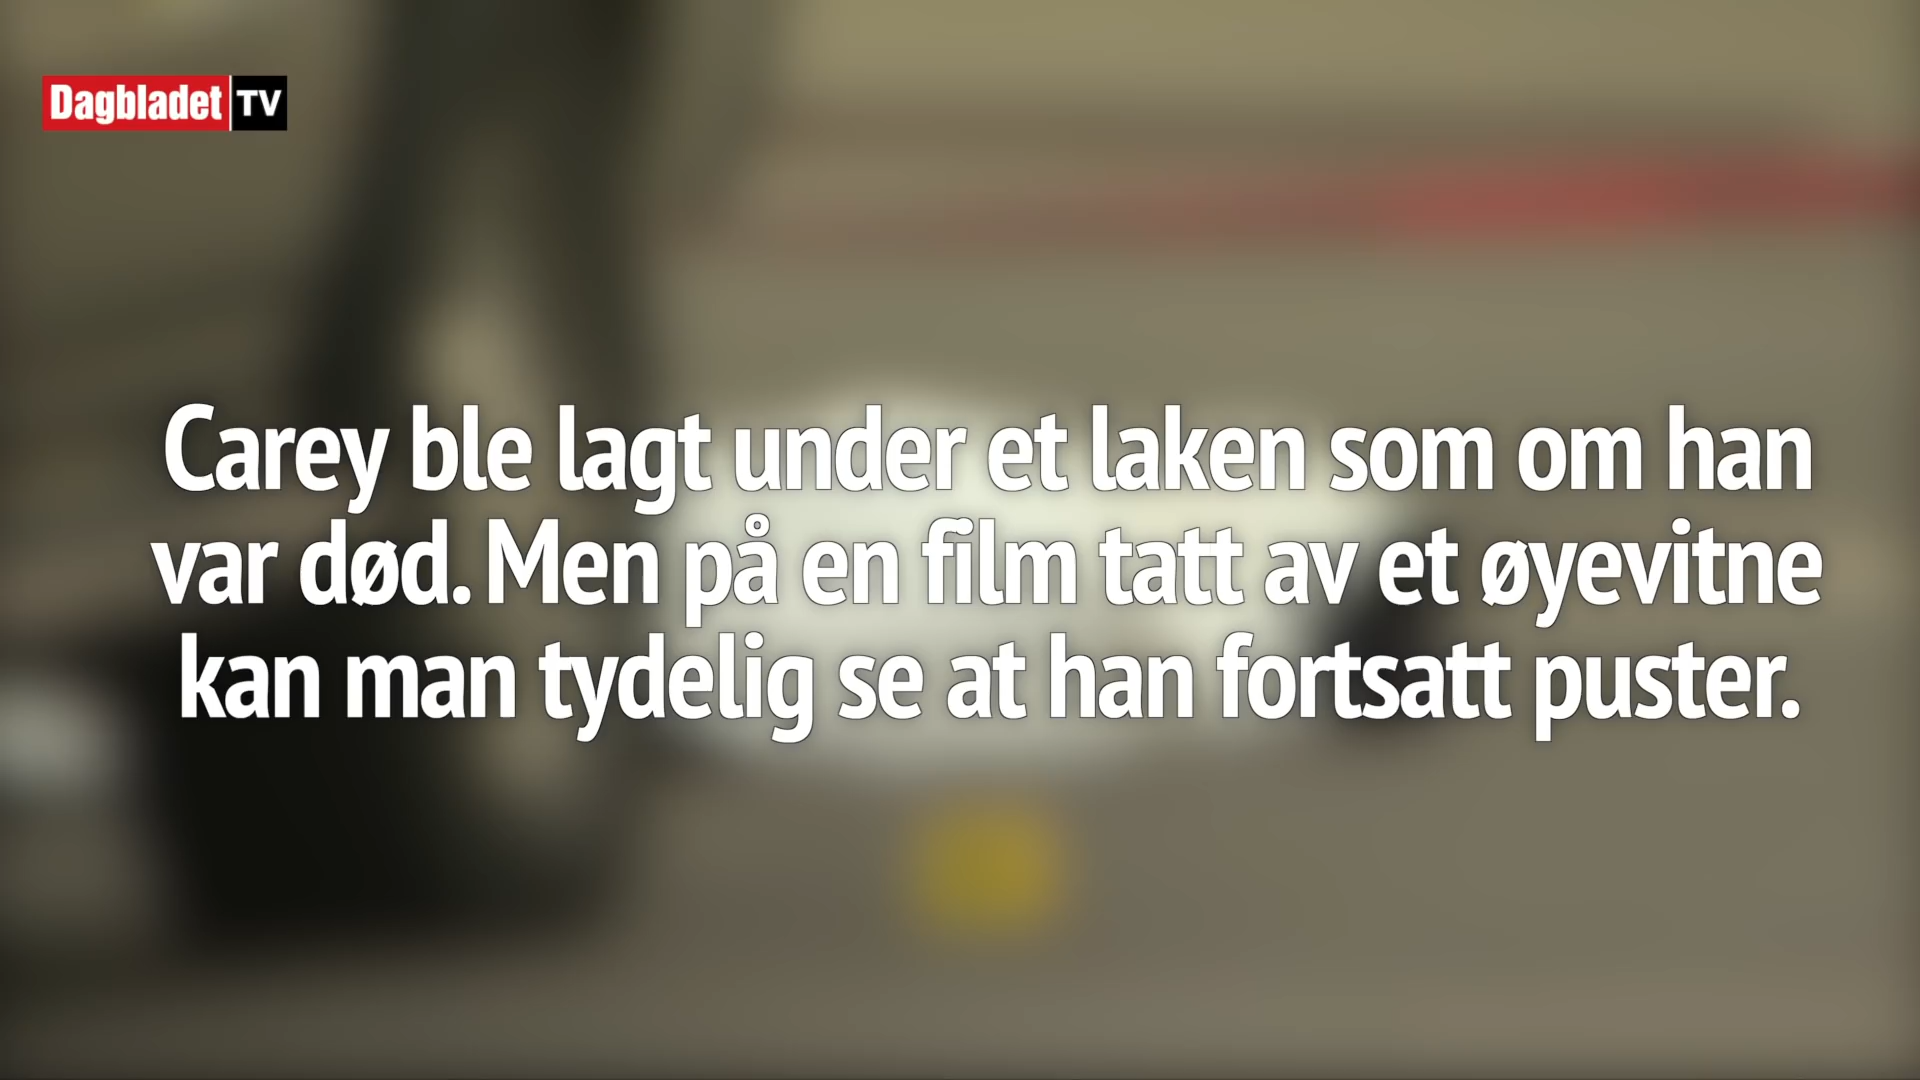 Dagbladet TV
Carey ble lagt under et laken som om han
var død. Men på en film tatt av et øyevitne
kan man tydelig se at han fortsatt puster.